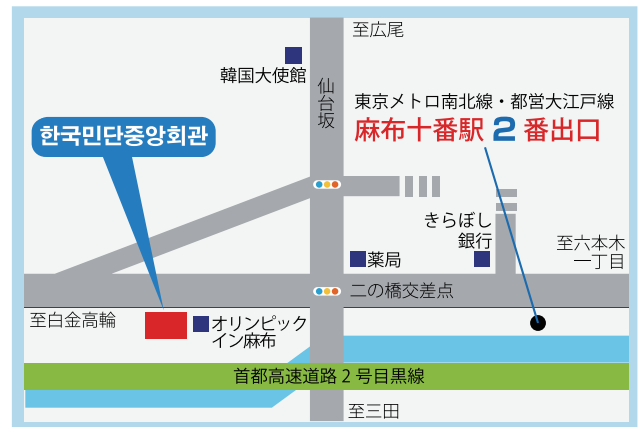 至広尾
韓国大使館
仙台坂
東京メトロ南北線・都営大江戸線
麻布十番駅 2 番出口
한국민단중앙회관
きらぼし
銀行
至六本木
一丁目
薬局
二の橋交差点
至白金高輪
オリンピック
イン麻布
首都高速道路 2 号目黒線
至三田